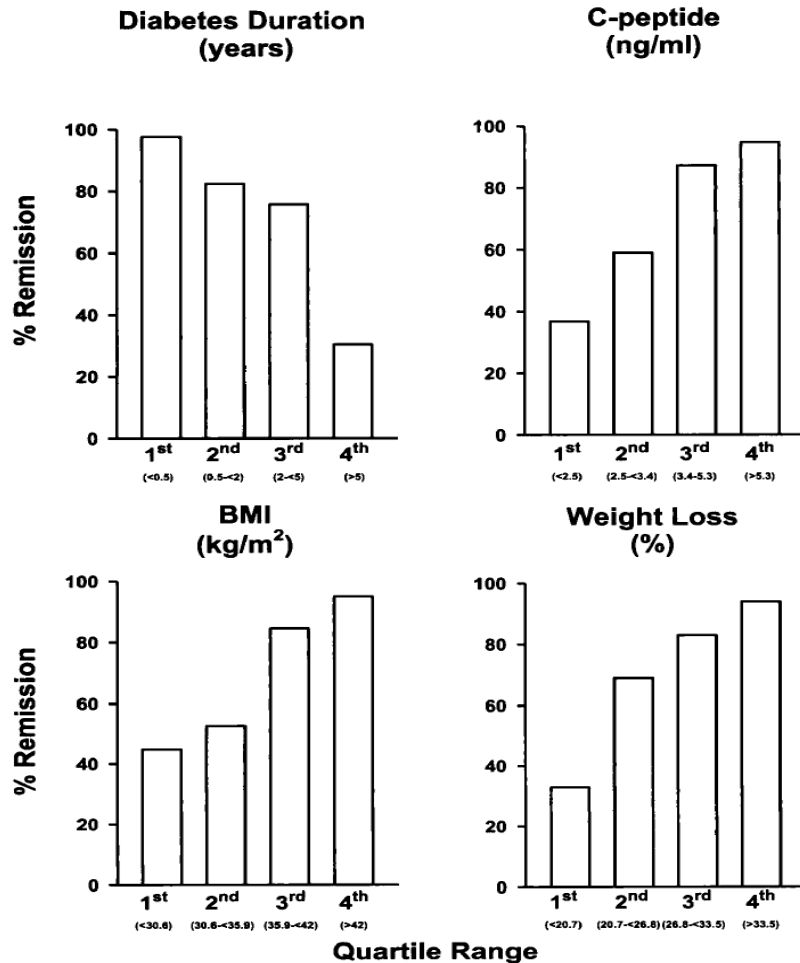 Diabetes Duration
(years)
% Remission
100
80
60
40
20
0
1st
2nd
3rd
4th
(<0.5)
(0.5-<2)
(2-<5)
(>5)
C-peptide
(ng/ml)
100
80
60
40
20
0
1st
2nd
3rd
4th
(<2.5)
(2.5-<3.4)
(3.4-5.3)
(>5.3)
BMI
(kg/m²)
% Remission
100
80
60
40
20
0
1st
2nd
3rd
4th
(<30.6)
(30.6-<35.9)
(35.9-<42)
(>42)
Weight Loss
(%)
100
80
60
40
20
0
1st
2nd
3rd
4th
(<20.7)
(20.7-<26.8)
(26.8-<33.5)
(>33.5)
Quartile Range